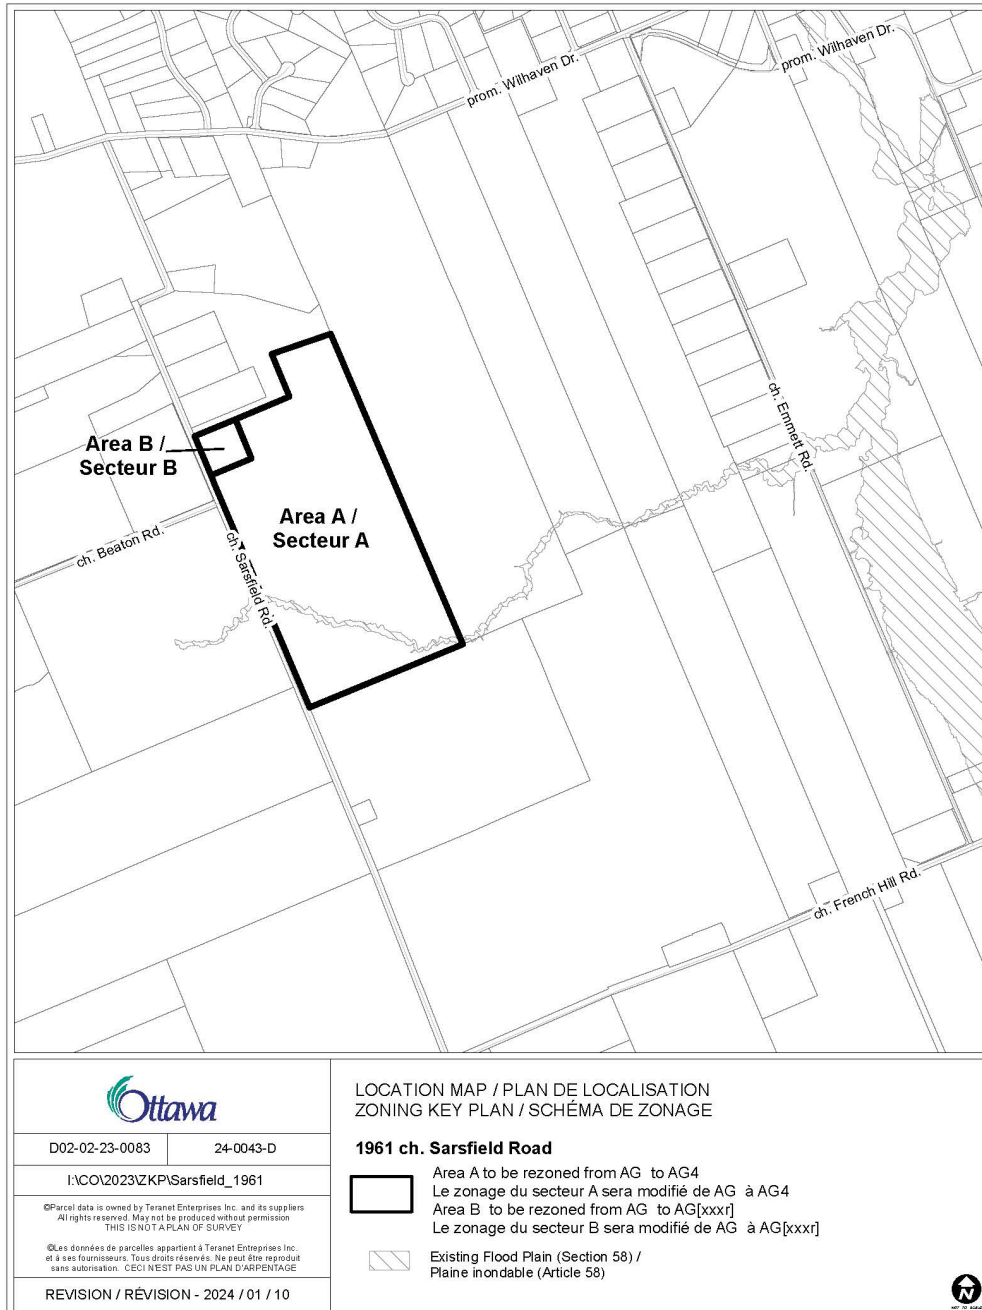 prom. Wilhaven Dr.
prom. Wilhaven Dr.
ch. Emmett Rd.
Area B /
Secteur B
Area A /
Secteur A
ch. Beaton Rd.
ch. Sarsfield Rd.
ch. French Hill Rd.
Ottawa
D02-02-23-0083
24-0043-D
I:\CO\2023\ZKP\Sarsfield_1961
©Parcel data is owned by Teranet Enterprises Inc. and its suppliers
All rights reserved. May not be produced without permission
THIS IS NOT A PLAN OF SURVEY
©Les données de parcelles appartient à Teranet Entreprises Inc.
et à ses fournisseurs. Tous droits réservés. Ne peut être reproduit
sans autorisation. CECI N'EST PAS UN PLAN D'ARPENTAGE
REVISION / RÉVISION - 2024 / 01 / 10
LOCATION MAP / PLAN DE LOCALISATION
ZONING KEY PLAN / SCHÉMA DE ZONAGE
1961 ch. Sarsfield Road
Area A to be rezoned from AG to AG4
Le zonage du secteur A sera modifié de AG à AG4
Area B to be rezoned from AG to AG[xxxr]
Le zonage du secteur B sera modifié de AG à AG[xxxr]
Existing Flood Plain (Section 58) /
Plaine inondable (Article 58)
N
NOT TO SCALE